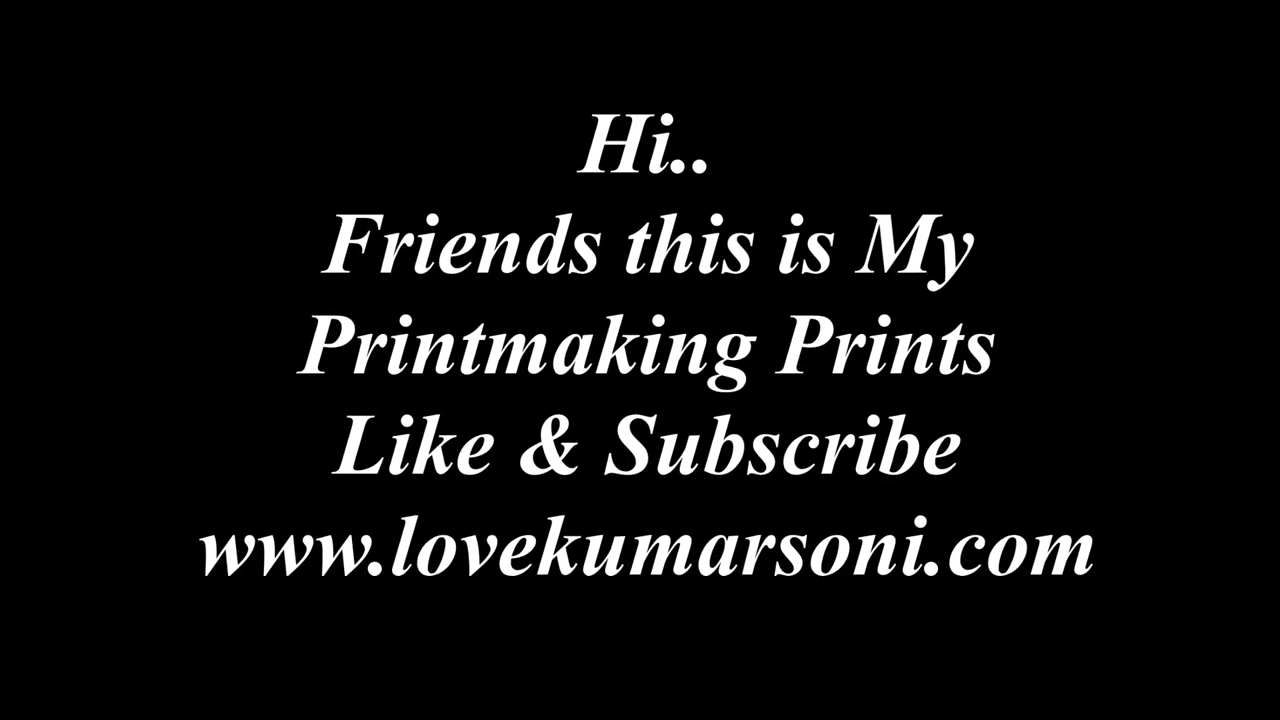 Hi..
Friends this is My
Printmaking Prints
Like & Subscribe
www.lovekumarsoni.com